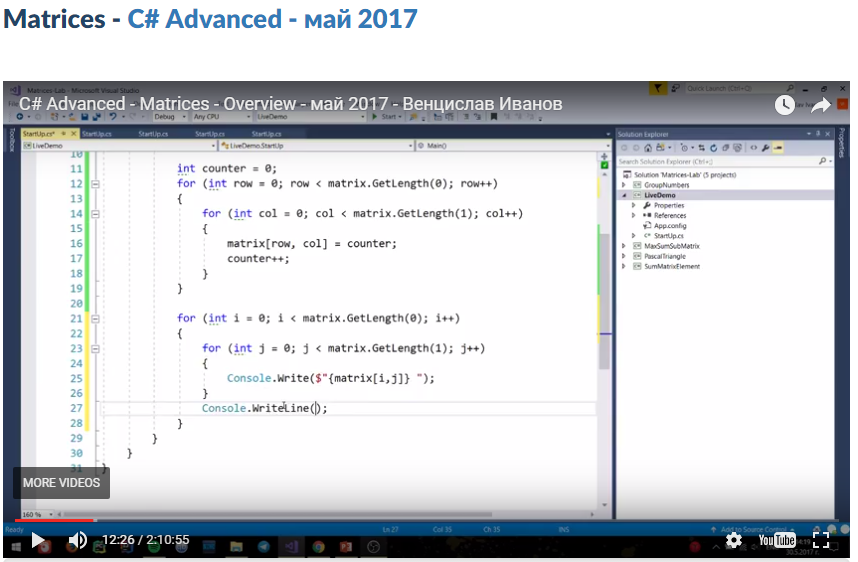 Matrices - C# Advanced - май 2017
Matrices-Lab - Microsoft Visual Studio
Quick Launch (Ctrl+Q)
C# Advanced - Matrices - Overview - май 2017 - Венцислав Иванов
Debug Any CPU LiveDemo Start
StartUp.cs* StartUp.cs StartUp.cs StartUp.cs StartUp.cs
LiveDemo LiveDemo.StartUp Main()
Toolbox
10
11 int counter = 0;
12 for (int row = 0; row < matrix.GetLength(0); row++)
13 {
14 for (int col = 0; col < matrix.GetLength(1); col++)
15 {
16 matrix[row, col] = counter;
17 counter++;
18 }
19 }
20
21 for (int i = 0; i < matrix.GetLength(0); i++)
22 {
23 for (int j = 0; j < matrix.GetLength(1); j++)
24 {
25 Console.Write($"{matrix[i,j]} ");
26 }
27 Console.WriteLine();
28 }
29 }
30 }
31 }
160 %
Solution Explorer
Search Solution Explorer (Ctrl+;)
Solution 'Matrices-Lab' (5 projects)
GroupNumbers
LiveDemo
Properties
References
App.config
StartUp.cs
MaxSumSubMatrix
PascalTriangle
SumMatrixElement
Properties
MORE VIDEOS
Ready Ln 27 Col 35 Ch 35 INS Add to Source Control
12:26 / 2:10:55
YouTube